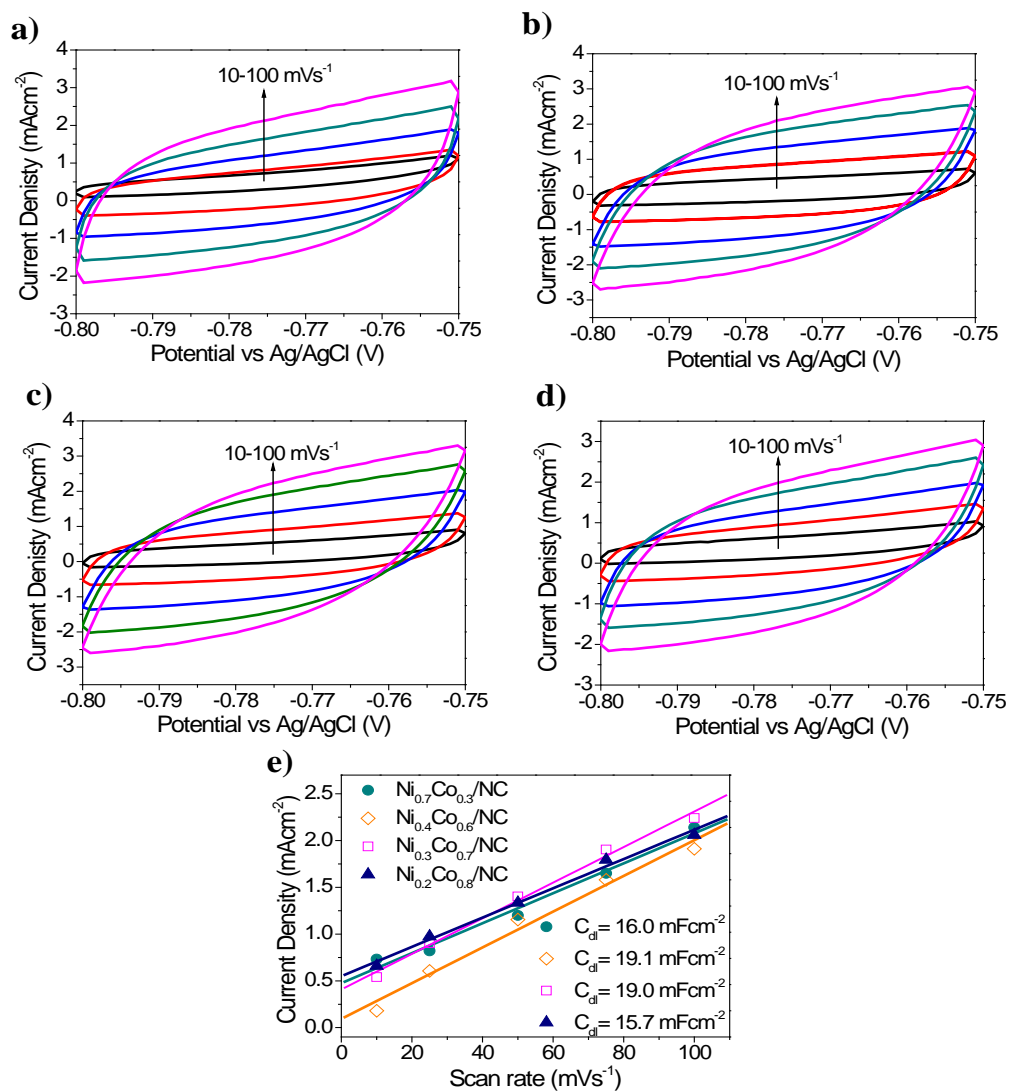 a)
Current Denisty (mAcm⁻²)
4
3
2
1
0
-1
-2
-3
10-100 mVs⁻¹
-0.80 -0.79 -0.78 -0.77 -0.76 -0.75
Potential vs Ag/AgCl (V)
b)
Current Denisty (mAcm⁻²)
4
3
2
1
0
-1
-2
-3
10-100 mVs⁻¹
-0.80 -0.79 -0.78 -0.77 -0.76 -0.75
Potential vs Ag/AgCl (V)
c)
Current Denisty (mAcm⁻²)
4
3
2
1
0
-1
-2
-3
10-100 mVs⁻¹
-0.80 -0.79 -0.78 -0.77 -0.76 -0.75
Potential vs Ag/AgCl (V)
d)
Current Denisty (mAcm⁻²)
3
2
1
0
-1
-2
-3
10-100 mVs⁻¹
-0.80 -0.79 -0.78 -0.77 -0.76 -0.75
Potential vs Ag/AgCl (V)
e)
Current Density (mAcm⁻²)
2.5
2.0
1.5
1.0
0.5
0.0
Ni₀.₇Co₀.₃/NC
Ni₀.₄Co₀.₆/NC
Ni₀.₃Co₀.₇/NC
Ni₀.₂Co₀.₈/NC
C_dl= 16.0 mFcm⁻²
C_dl= 19.1 mFcm⁻²
C_dl= 19.0 mFcm⁻²
C_dl= 15.7 mFcm⁻²
0 20 40 60 80 100
Scan rate (mVs⁻¹)